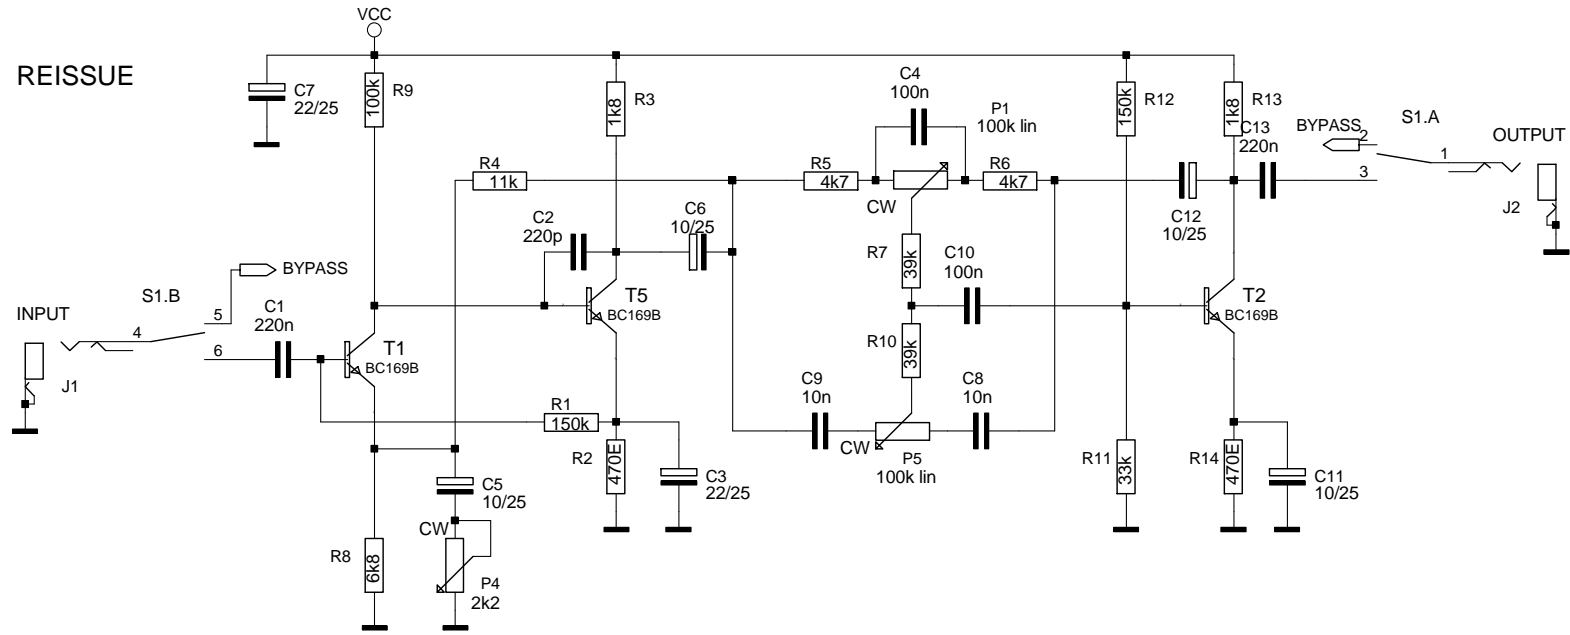 VCC
REISSUE
C7
22/25
R9
100k
R3
1k8
C4
100n
P1
100k lin
R12
150k
R13
1k8
C13
220n
BYPASS
2
S1.A
1
3
OUTPUT
J2
R4
11k
R5
4k7
R6
4k7
CW
C12
10/25
C2
220p
C6
10/25
R7
39k
C10
100n
BYPASS
S1.B
5
4
6
INPUT
J1
C1
220n
T1
BC169B
T5
BC169B
T2
BC169B
R10
39k
C9
10n
C8
10n
R1
150k
CW
P5
100k lin
R2
470E
C3
22/25
C5
10/25
R11
33k
R14
470E
C11
10/25
CW
R8
6k8
P4
2k2